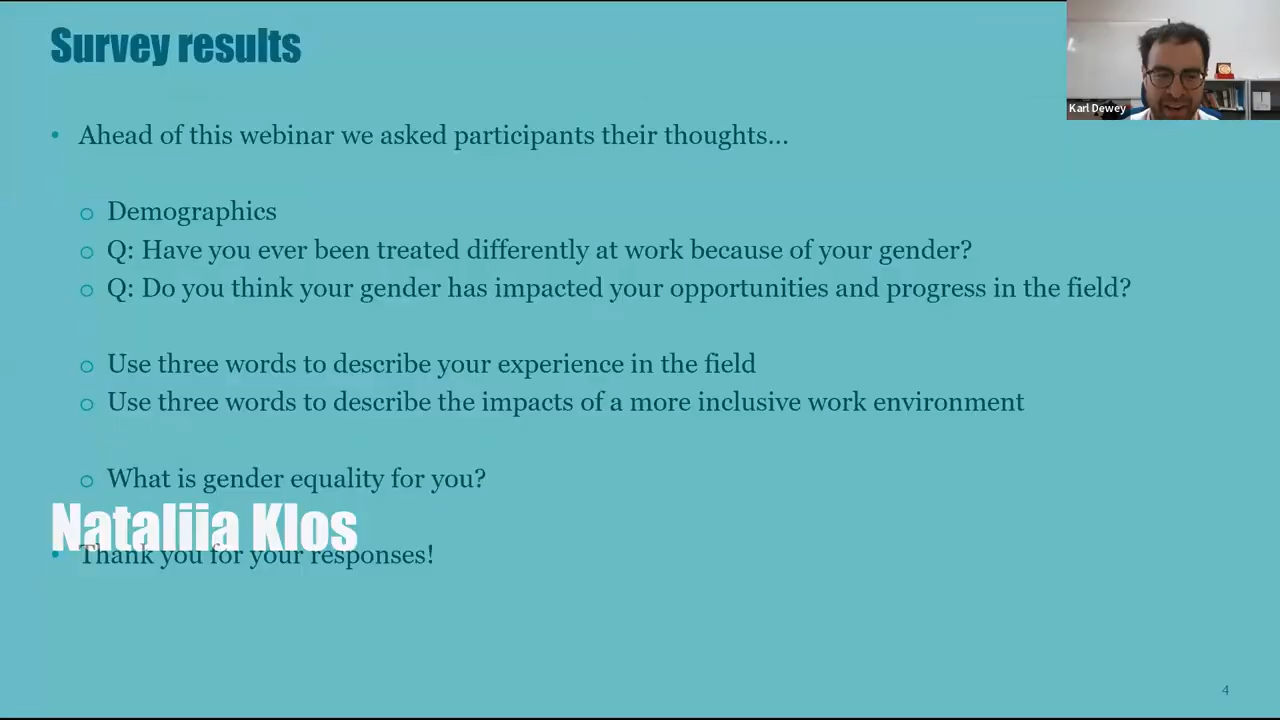 Survey results
Karl Dewey
• Ahead of this webinar we asked participants their thoughts...
o Demographics
o Q: Have you ever been treated differently at work because of your gender?
o Q: Do you think your gender has impacted your opportunities and progress in the field?
o Use three words to describe your experience in the field
o Use three words to describe the impacts of a more inclusive work environment
o What is gender equality for you?
Nataliia Klos
• Thank you for your responses!
4